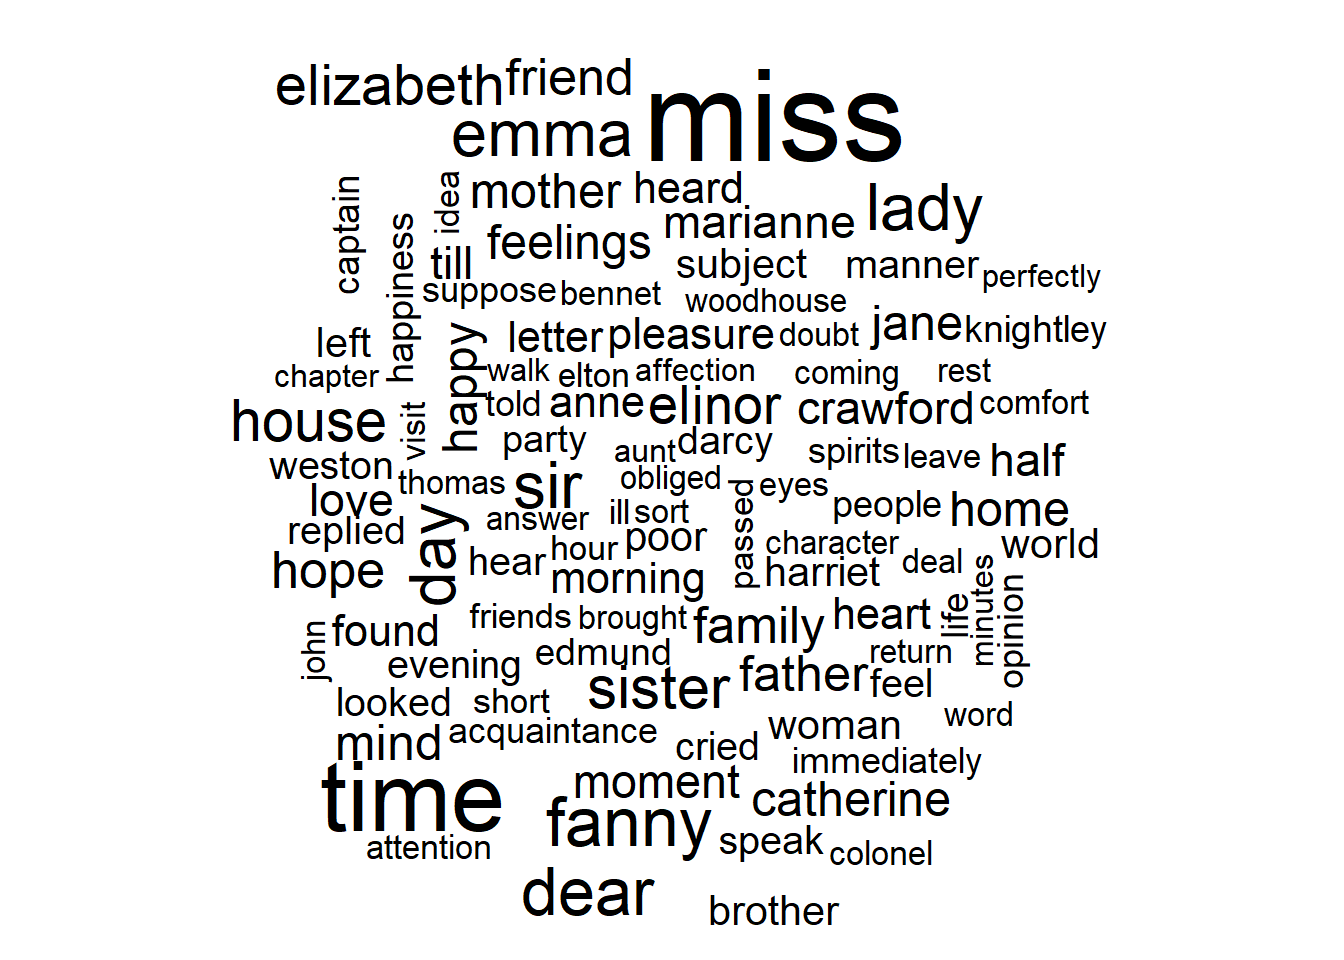 elizabeth friend
emma miss
captain idea mother heard lady
happiness feelings marianne
till subject manner perfectly
suppose bennet woodhouse
left happy letter pleasure doubt jane knightley
chapter walk elton affection coming rest
house visit told anne elinor crawford comfort
party aunt darcy spirits leave half
weston thomas sir obliged eyes
love day answer ill sort passed people home
replied hear hour poor character world
hope morning harriet deal
friends brought family heart life minutes opinion
john found evening edmund return
looked short sister father feel
mind acquaintance cried woman word
time moment immediately
fanny catherine
attention speak colonel
dear brother